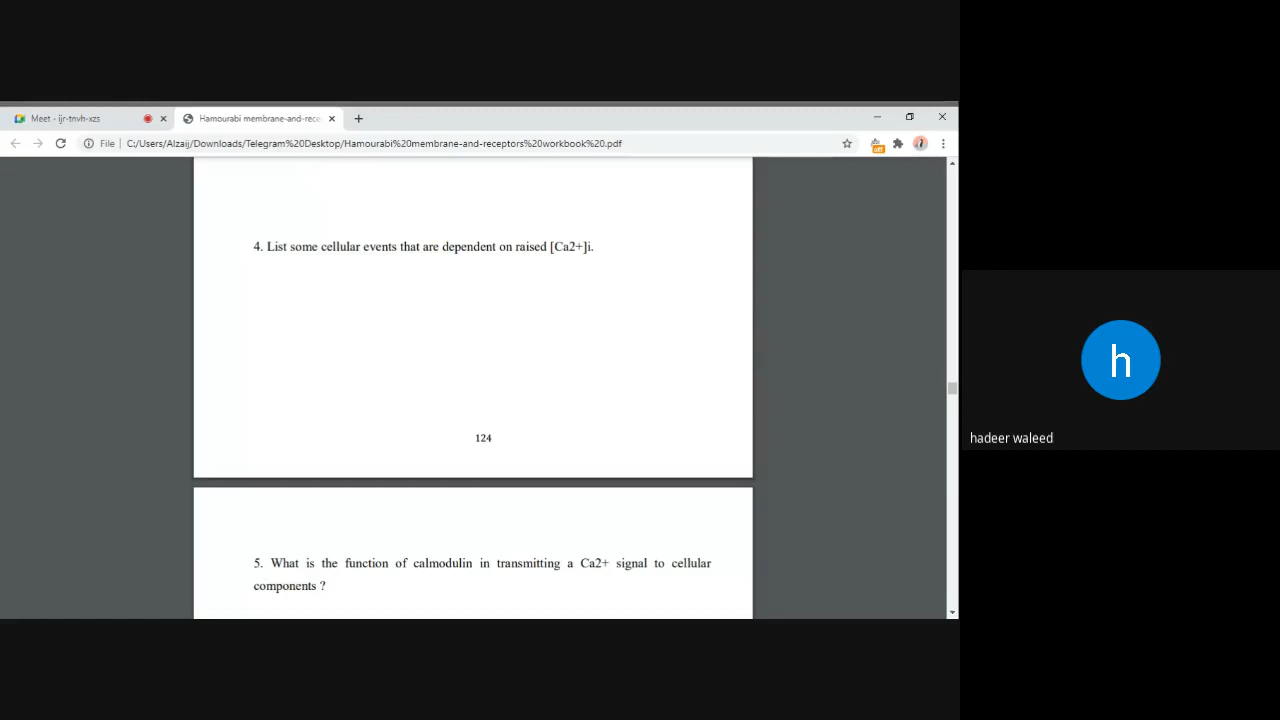 Meet - ijr-tnvh-xzs
Hamourabi membrane-and-rece
File
C:/Users/Alzaij/Downloads/Telegram%20Desktop/Hamourabi%20membrane-and-receptors%20workbook%20.pdf
off
4. List some cellular events that are dependent on raised [Ca2+]i.
124
5. What is the function of calmodulin in transmitting a Ca2+ signal to cellular
components ?
h
hadeer waleed